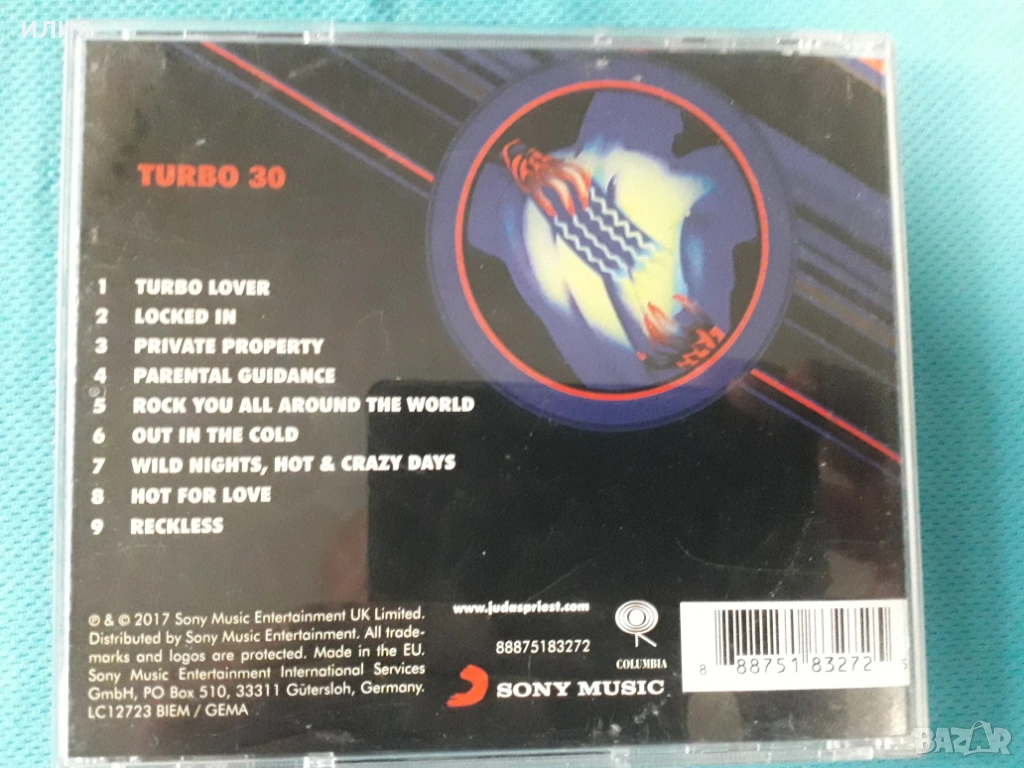 илиян
TURBO 30
1 TURBO LOVER
2 LOCKED IN
3 PRIVATE PROPERTY
4 PARENTAL GUIDANCE
5 ROCK YOU ALL AROUND THE WORLD
6 OUT IN THE COLD
7 WILD NIGHTS, HOT & CRAZY DAYS
8 HOT FOR LOVE
9 RECKLESS
℗ & © 2017 Sony Music Entertainment UK Limited.
Distributed by Sony Music Entertainment. All trade-
marks and logos are protected. Made in the EU.
Sony Music Entertainment International Services
GmbH, PO Box 510, 33311 Gütersloh, Germany.
LC12723 BIEM / GEMA
www.judaspriest.com
88875183272
COLUMBIA
SONY MUSIC
8 88751 83272 5
BAZAR